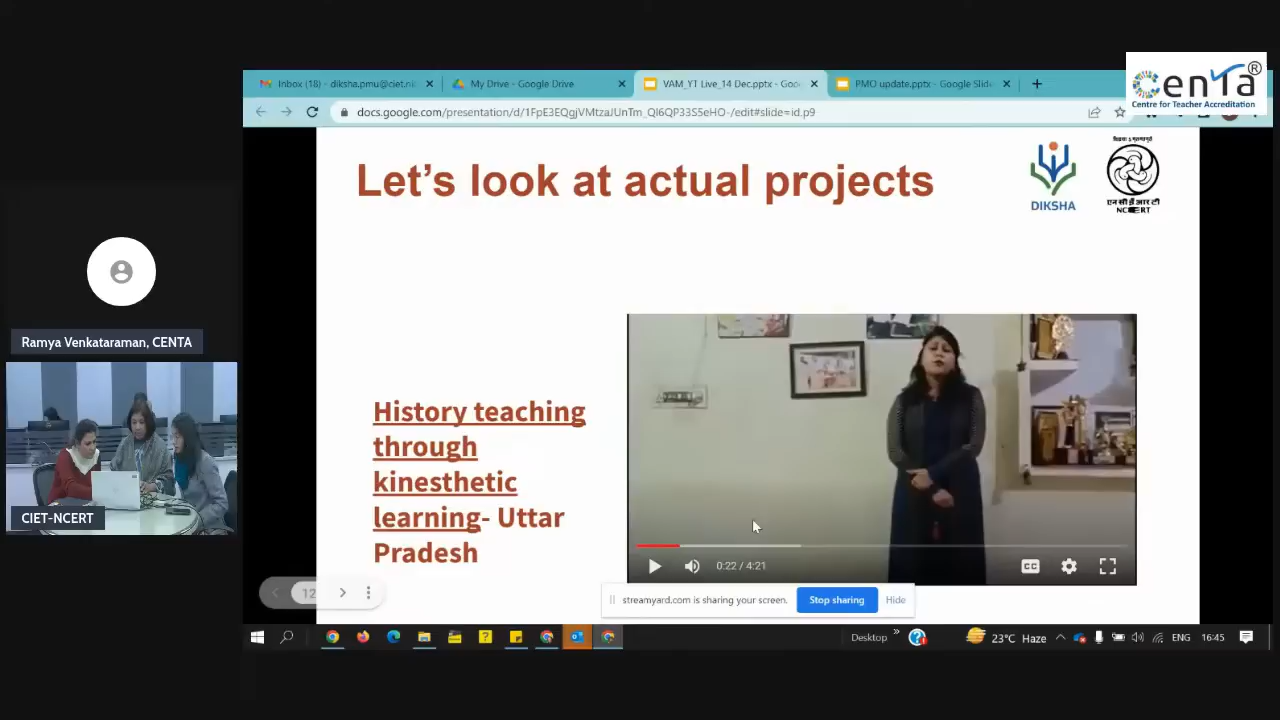 Inbox (18) - diksha.pmu@ciet.ni
My Drive - Google Drive
VAM_YT Live_14 Dec.pptx - Goo
PMO update.pptx - Google Slid
CenTa®
Centre for Teacher Accreditation
docs.google.com/presentation/d/1FpE3EQgjVMtzaJUnTm_QI6QP33S5eHO-/edit#slide=id.p9
Let's look at actual projects
DIKSHA
एन सी ई आर टी
NCERT
Ramya Venkataraman, CENTA
CIET-NCERT
History teaching
through
kinesthetic
learning- Uttar
Pradesh
0:22 / 4:21
CC
12
streamyard.com is sharing your screen.
Stop sharing
Hide
Desktop
23°C Haze
ENG
16:45